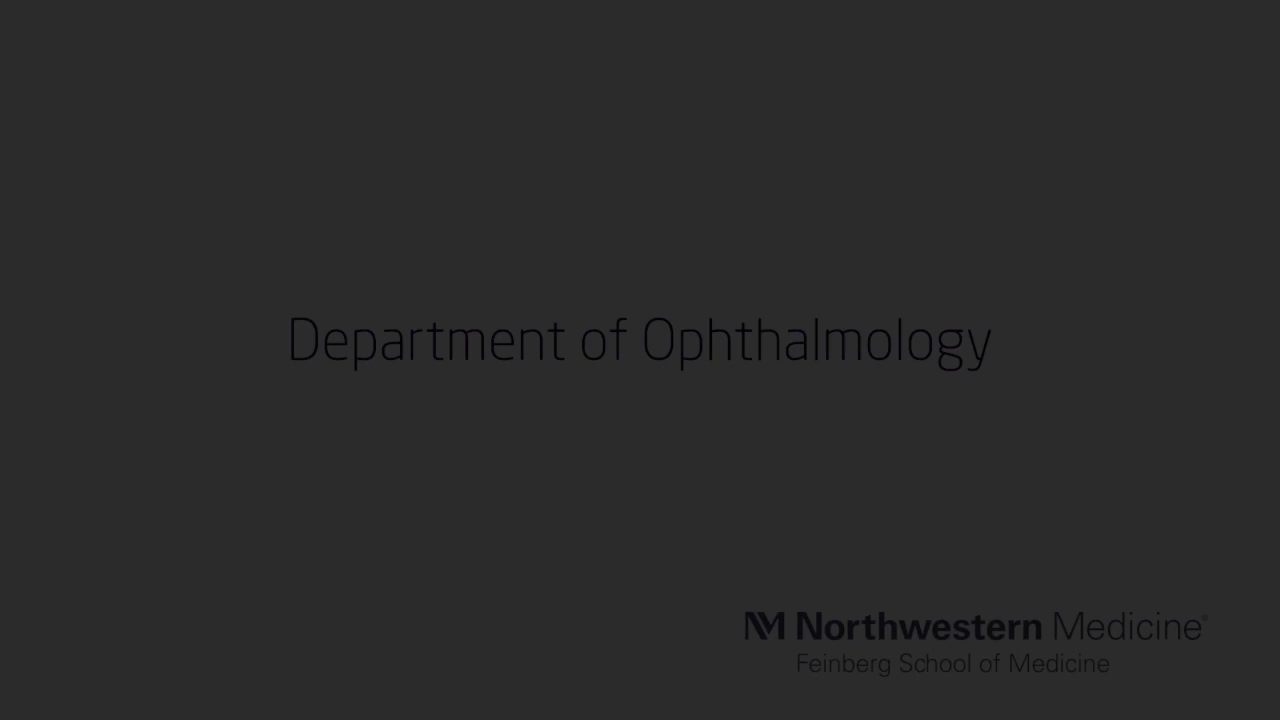 Department of Ophthalmology
Northwestern Medicine®
Feinberg School of Medicine